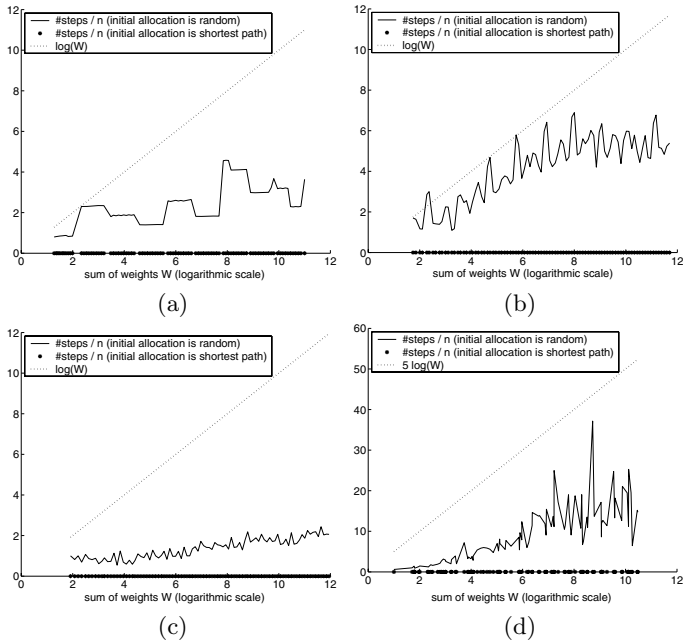 12
10
8
6
4
2
0
#steps / n (initial allocation is random)
#steps / n (initial allocation is shortest path)
log(W)
0 2 4 6 8 10 12
sum of weights W (logarithmic scale)
(a)
12
10
8
6
4
2
0
#steps / n (initial allocation is random)
#steps / n (initial allocation is shortest path)
log(W)
0 2 4 6 8 10 12
sum of weights W (logarithmic scale)
(b)
12
10
8
6
4
2
0
#steps / n (initial allocation is random)
#steps / n (initial allocation is shortest path)
log(W)
0 2 4 6 8 10 12
sum of weights W (logarithmic scale)
(c)
60
50
40
30
20
10
0
#steps / n (initial allocation is random)
#steps / n (initial allocation is shortest path)
5 log(W)
0 2 4 6 8 10 12
sum of weights W (logarithmic scale)
(d)